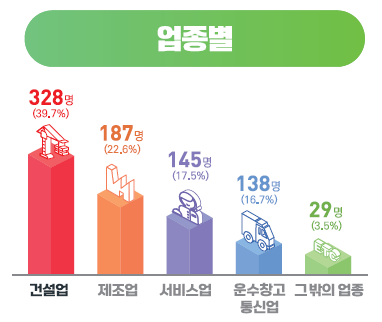 업종별
328명
(39.7%)
187명
(22.6%)
145명
(17.5%)
138명
(16.7%)
29명
(3.5%)
건설업
제조업
서비스업
운수창고
통신업
그 밖의 업종
ETC